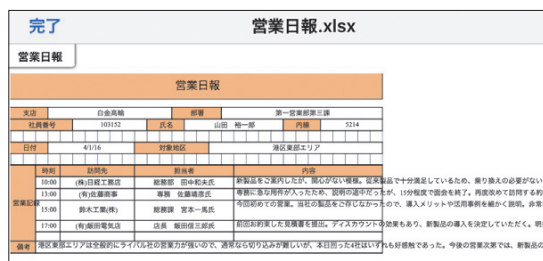 完了 営業日報.xlsx
営業日報
営業日報
支店 白金高輪 部署 第一営業部第三課
社員番号 103152 氏名 山田 裕一郎 内線 5214
日付 4/1/16 対象地区 港区東部エリア
時刻 訪問先 担当者 内容
10:00 (株)日経工務店 総務部 田中和夫氏 新製品をご案内したが、関心がない模様。従来製品で十分満足しているため、乗り換えの必要がない
13:00 (有)佐藤商事 専務 佐藤靖彦氏 専務に急な用件が入ったため、説明の途中だったが、15分程度で面会を終了。再度改めて訪問する約
営業記録
15:00 鈴木工業(株) 総務課 宮本一馬氏 今回初めての営業。当社の製品をご存じなかったので、導入メリットや活用事例を細かく説明。非常
17:00 (有)飯田電気店 店長 飯田信三郎氏 前回お約束した見積書を提出。ディスカウントの効果もあり、新製品の導入を決定していただく。明
備考 港区東部エリアは全般的にライバル社の営業力が強いので、通常なら切り込みが難しいが、本日回った4社はいずれも好感触であった。今後の営業次第では、新製品の